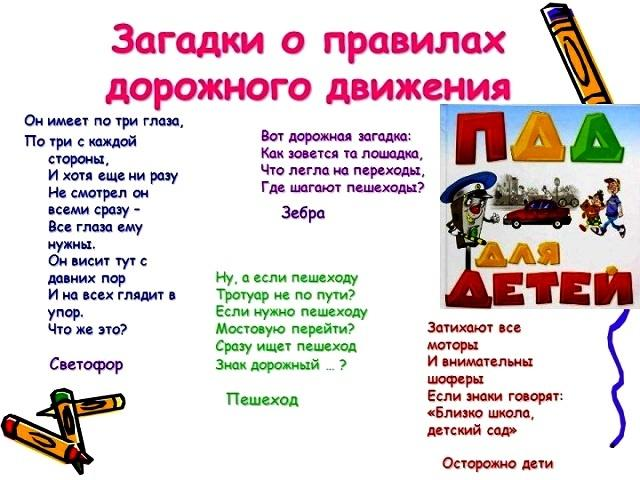 Загадки о правилах
дорожного движения
Он имеет по три глаза,
По три с каждой
стороны,
И хотя еще ни разу
Не смотрел он
всеми сразу –
Все глаза ему
нужны.
Он висит тут с
давних пор
И на всех глядит в
упор.
Что же это?
Светофор
Вот дорожная загадка:
Как зовется та лошадка,
Что легла на переходы,
Где шагают пешеходы?
Зебра
Ну, а если пешеходу
Тротуар не по пути?
Если нужно пешеходу
Мостовую перейти?
Сразу ищет пешеход
Знак дорожный … ?
Пешеход
ПДД
ДЛЯ
ДЕТЕЙ
Затихают все
моторы
И внимательны
шоферы
Если знаки говорят:
«Близко школа,
детский сад»
Осторожно дети